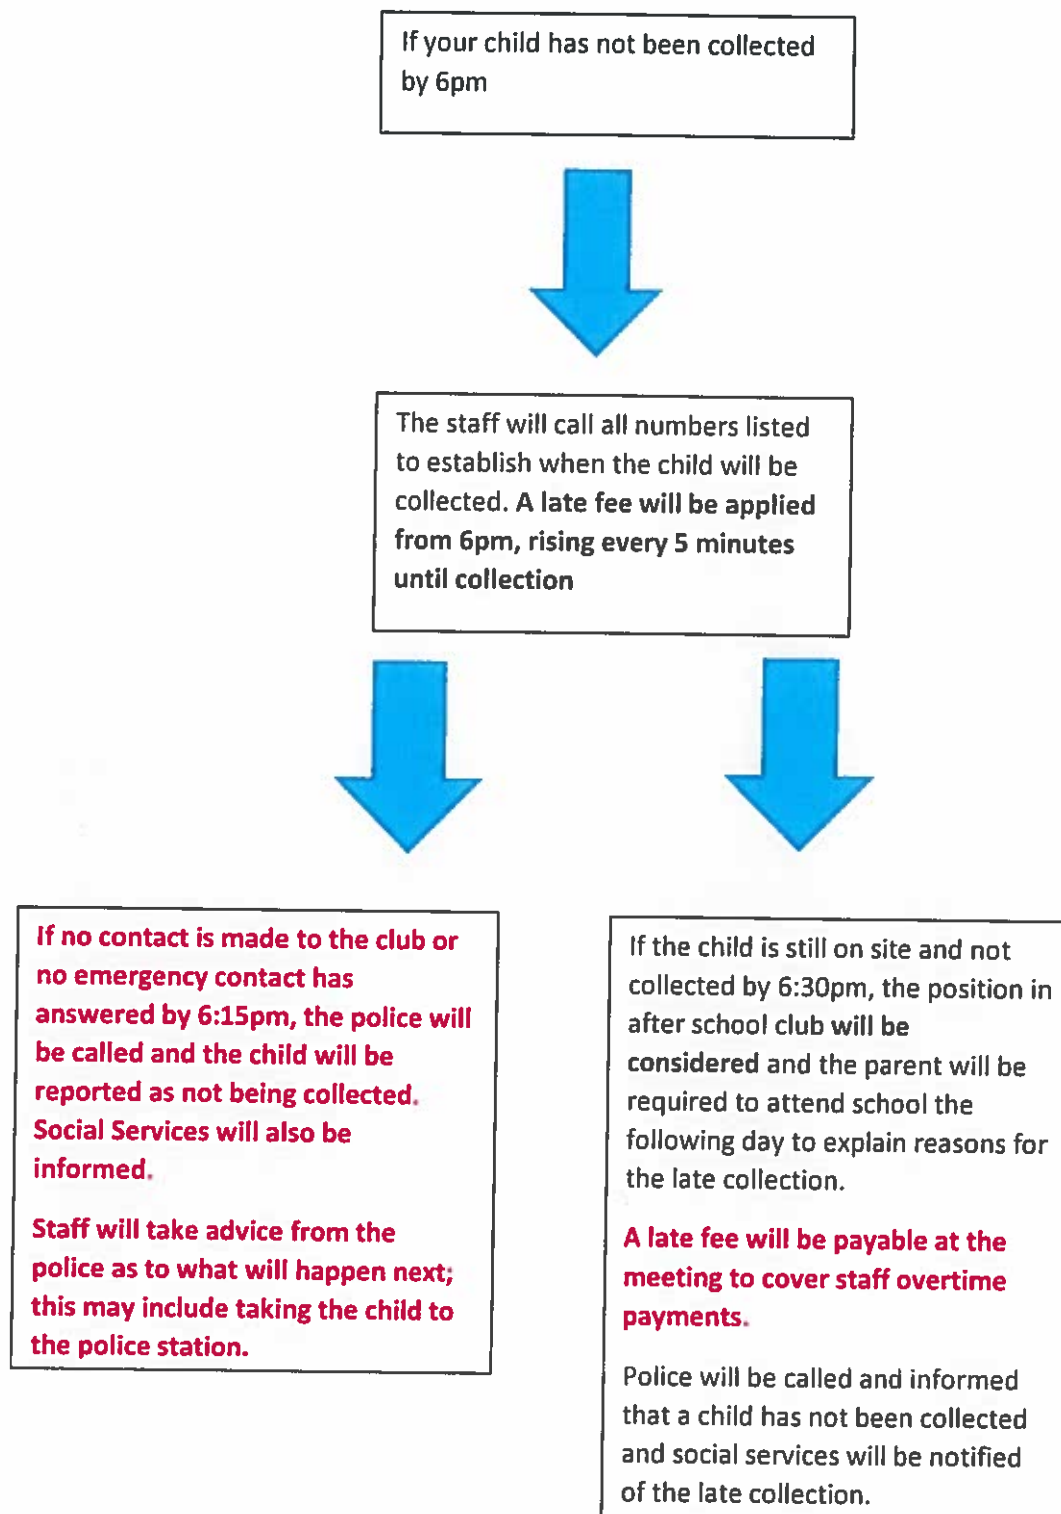 If your child has not been collected
by 6pm
The staff will call all numbers listed
to establish when the child will be
collected. A late fee will be applied
from 6pm, rising every 5 minutes
until collection
If no contact is made to the club or
no emergency contact has
answered by 6:15pm, the police will
be called and the child will be
reported as not being collected.
Social Services will also be
informed.
Staff will take advice from the
police as to what will happen next;
this may include taking the child to
the police station.
If the child is still on site and not
collected by 6:30pm, the position in
after school club will be
considered and the parent will be
required to attend school the
following day to explain reasons for
the late collection.
A late fee will be payable at the
meeting to cover staff overtime
payments.
Police will be called and informed
that a child has not been collected
and social services will be notified
of the late collection.